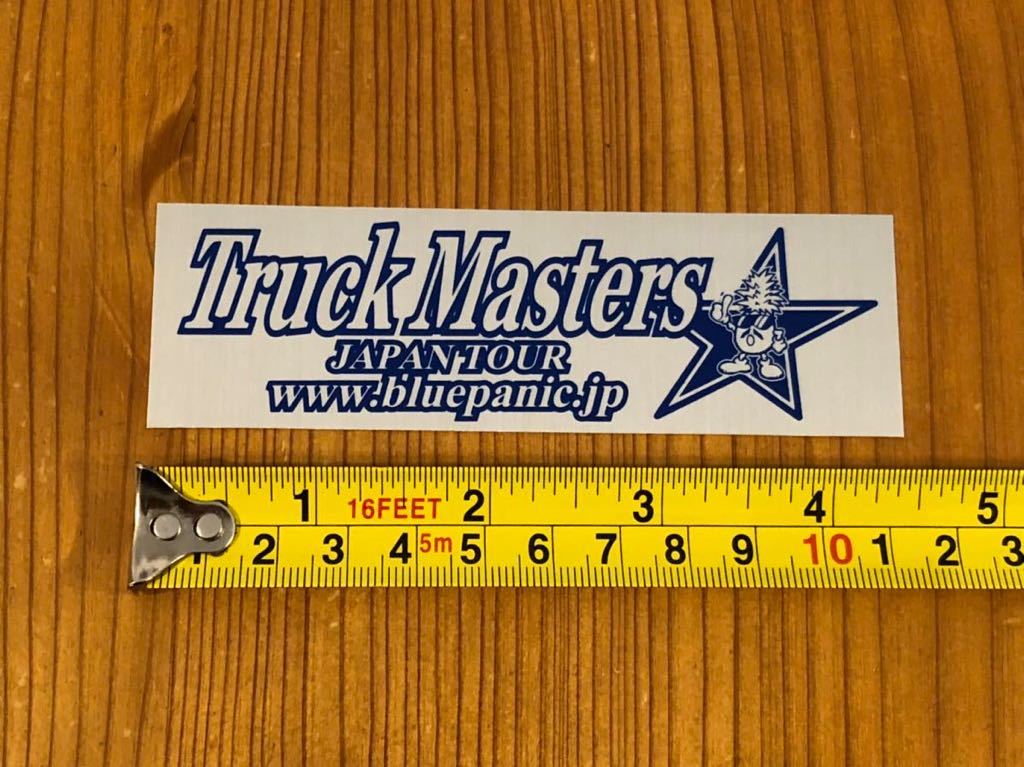 Truck Masters
JAPAN TOUR
www.bluepanic.jp
1 16FEET 2 3 4 5
1 2 3 4 5m 5 6 7 8 9 10 1 2 3